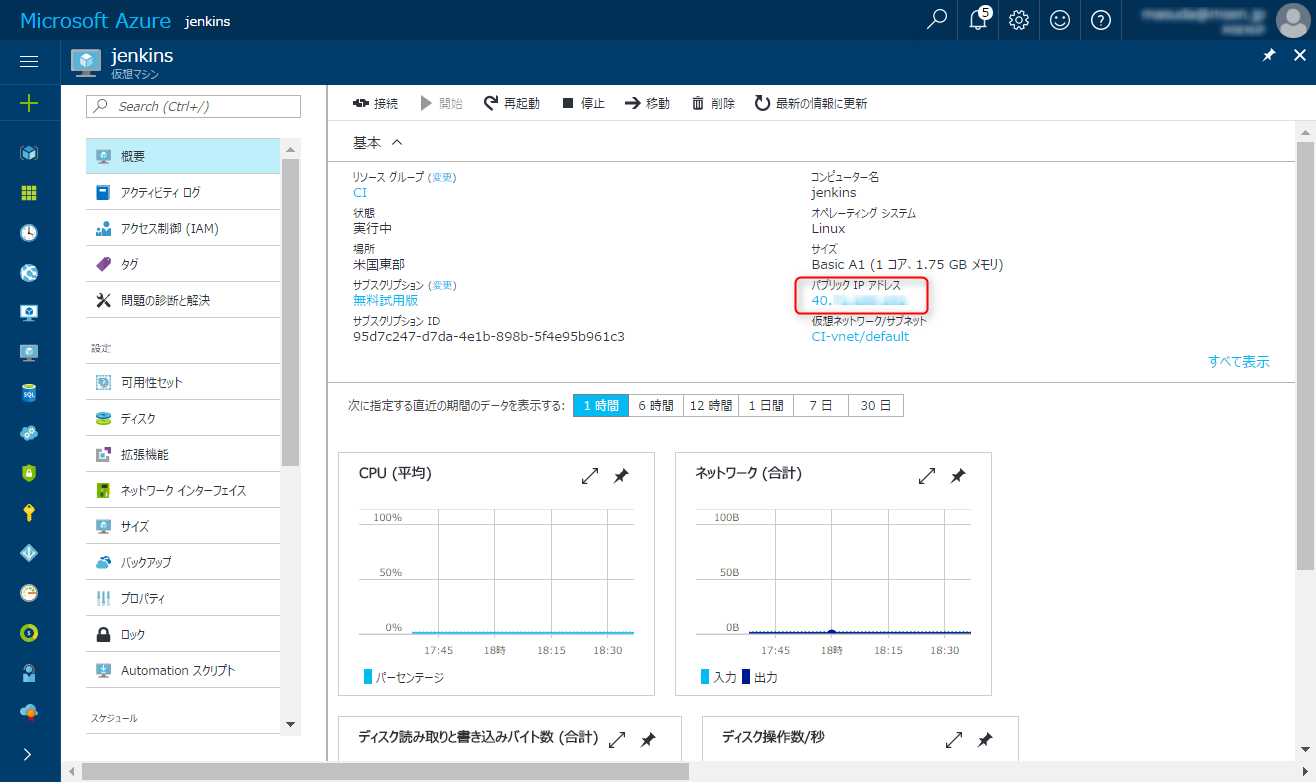 Microsoft Azure jenkins
5
jenkins
仮想マシン
Search (Ctrl+/)
概要
アクティビティ ログ
アクセス制御 (IAM)
タグ
問題の診断と解決
設定
可用性セット
ディスク
拡張機能
ネットワーク インターフェイス
サイズ
バックアップ
プロパティ
ロック
Automation スクリプト
スケジュール
SQL
接続 開始 再起動 停止 移動 削除 最新の情報に更新
基本
リソース グループ (変更)
CI
状態
実行中
場所
米国東部
サブスクリプション (変更)
無料試用版
サブスクリプション ID
95d7c247-d7da-4e1b-898b-5f4e95b961c3
コンピューター名
jenkins
オペレーティング システム
Linux
サイズ
Basic A1 (1 コア、1.75 GB メモリ)
パブリック IP アドレス
40.
仮想ネットワーク/サブネット
CI-vnet/default
すべて表示
次に指定する直近の期間のデータを表示する: 1 時間 6 時間 12 時間 1 日間 7 日 30 日
CPU (平均)
100%
50%
0%
17:45 18時 18:15 18:30
パーセンテージ
ネットワーク (合計)
100B
50B
0B
17:45 18時 18:15 18:30
入力 出力
ディスク読み取りと書き込みバイト数 (合計)
ディスク操作数/秒